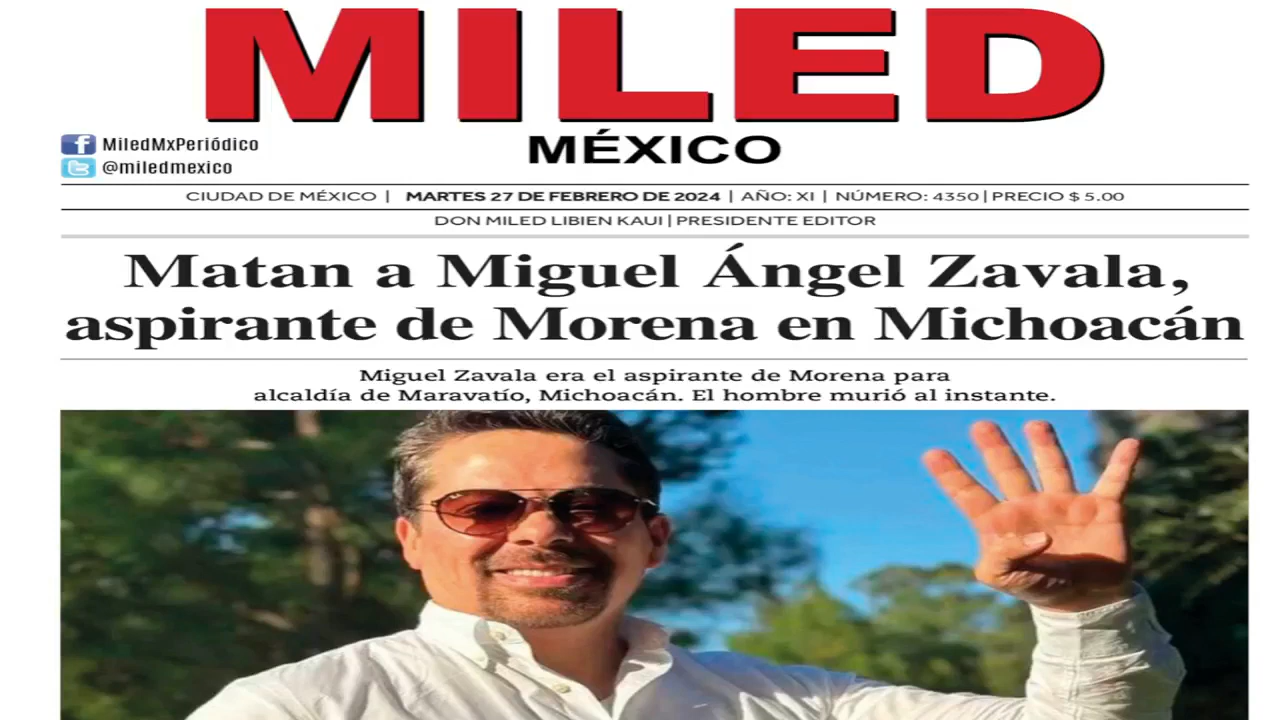 MILED
MÉXICO
MiledMxPeriódico
@miledmexico
CIUDAD DE MÉXICO | MARTES 27 DE FEBRERO DE 2024 | AÑO: XI | NÚMERO: 4350 | PRECIO $ 5.00
DON MILED LIBIEN KAUI | PRESIDENTE EDITOR
Matan a Miguel Ángel Zavala,
aspirante de Morena en Michoacán
Miguel Zavala era el aspirante de Morena para
alcaldía de Maravatío, Michoacán. El hombre murió al instante.